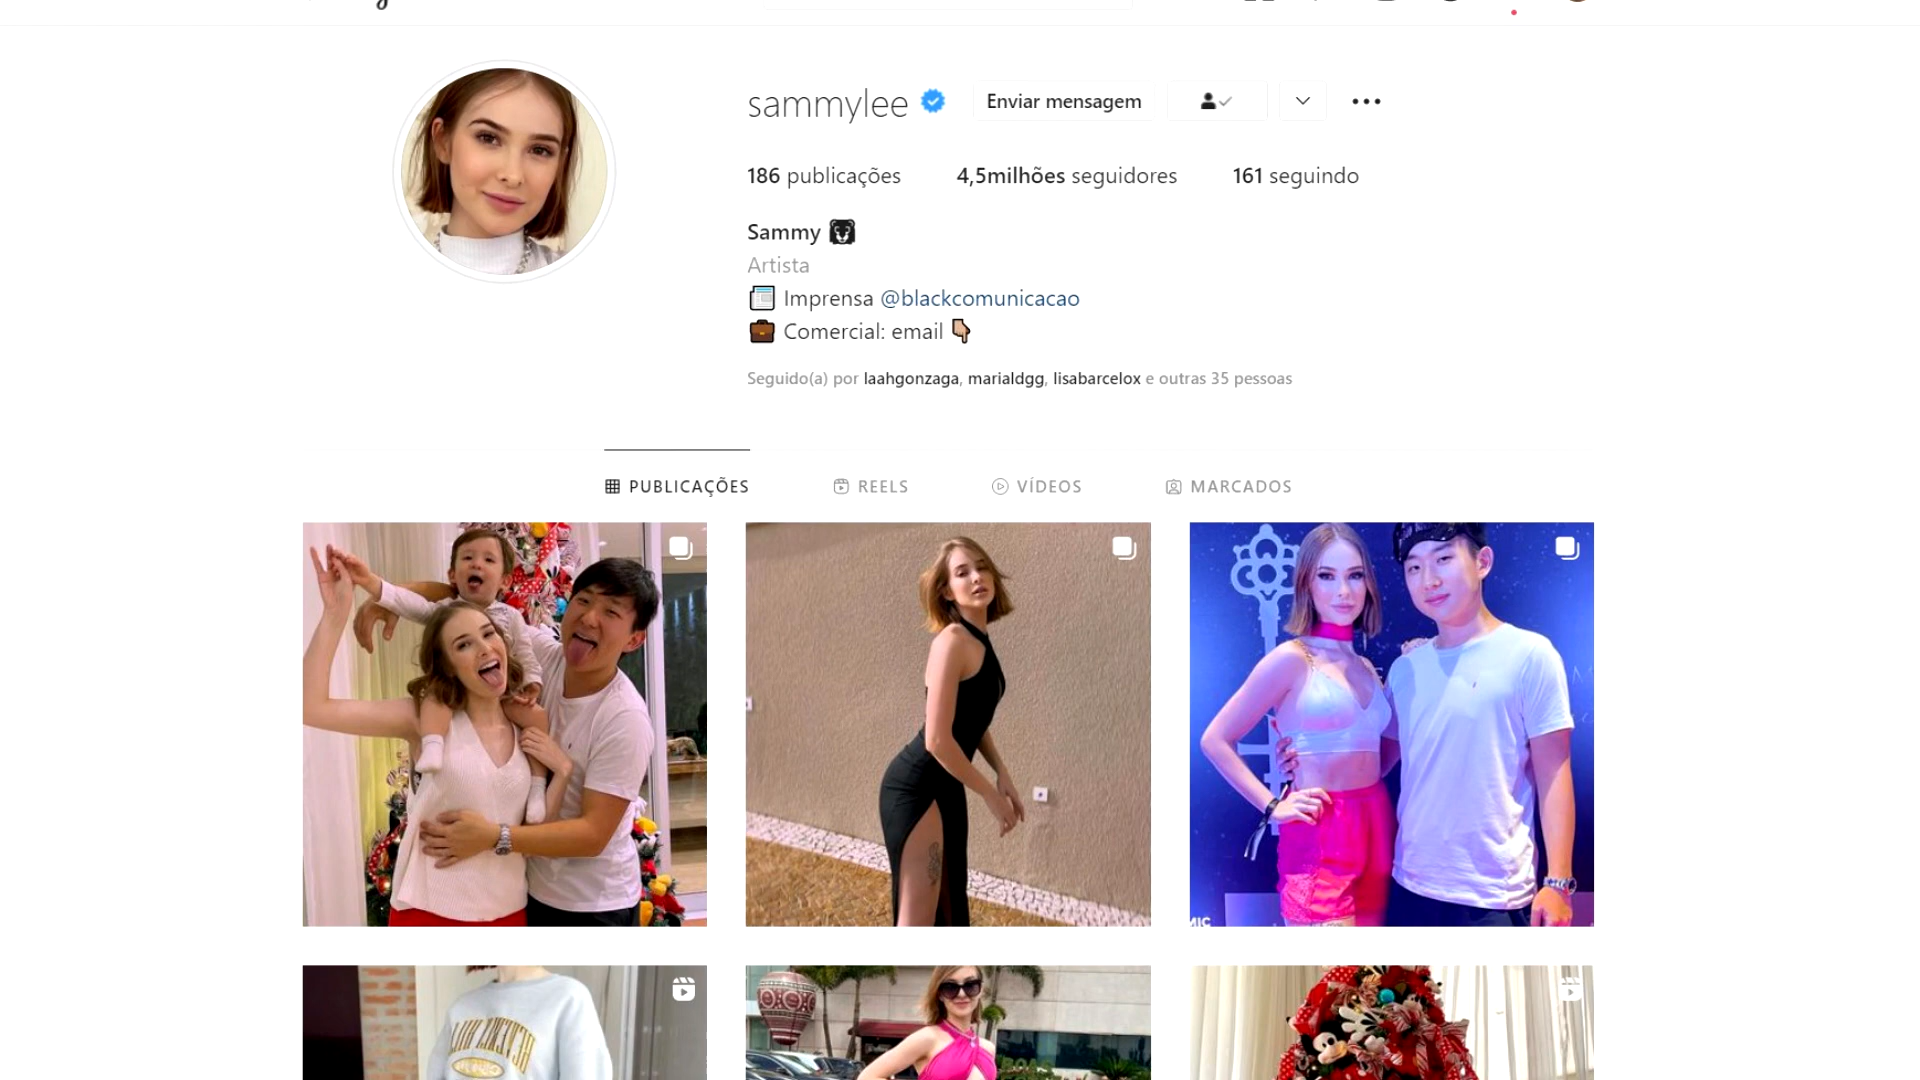 sammylee Enviar mensagem
186 publicações 4,5milhões seguidores 161 seguindo
Sammy
Artista
Imprensa @blackcomunicacao
Comercial: email
Seguido(a) por laahgonzaga, marialdgg, lisabarcelox e outras 35 pessoas
PUBLICAÇÕES REELS VÍDEOS MARCADOS
MIC